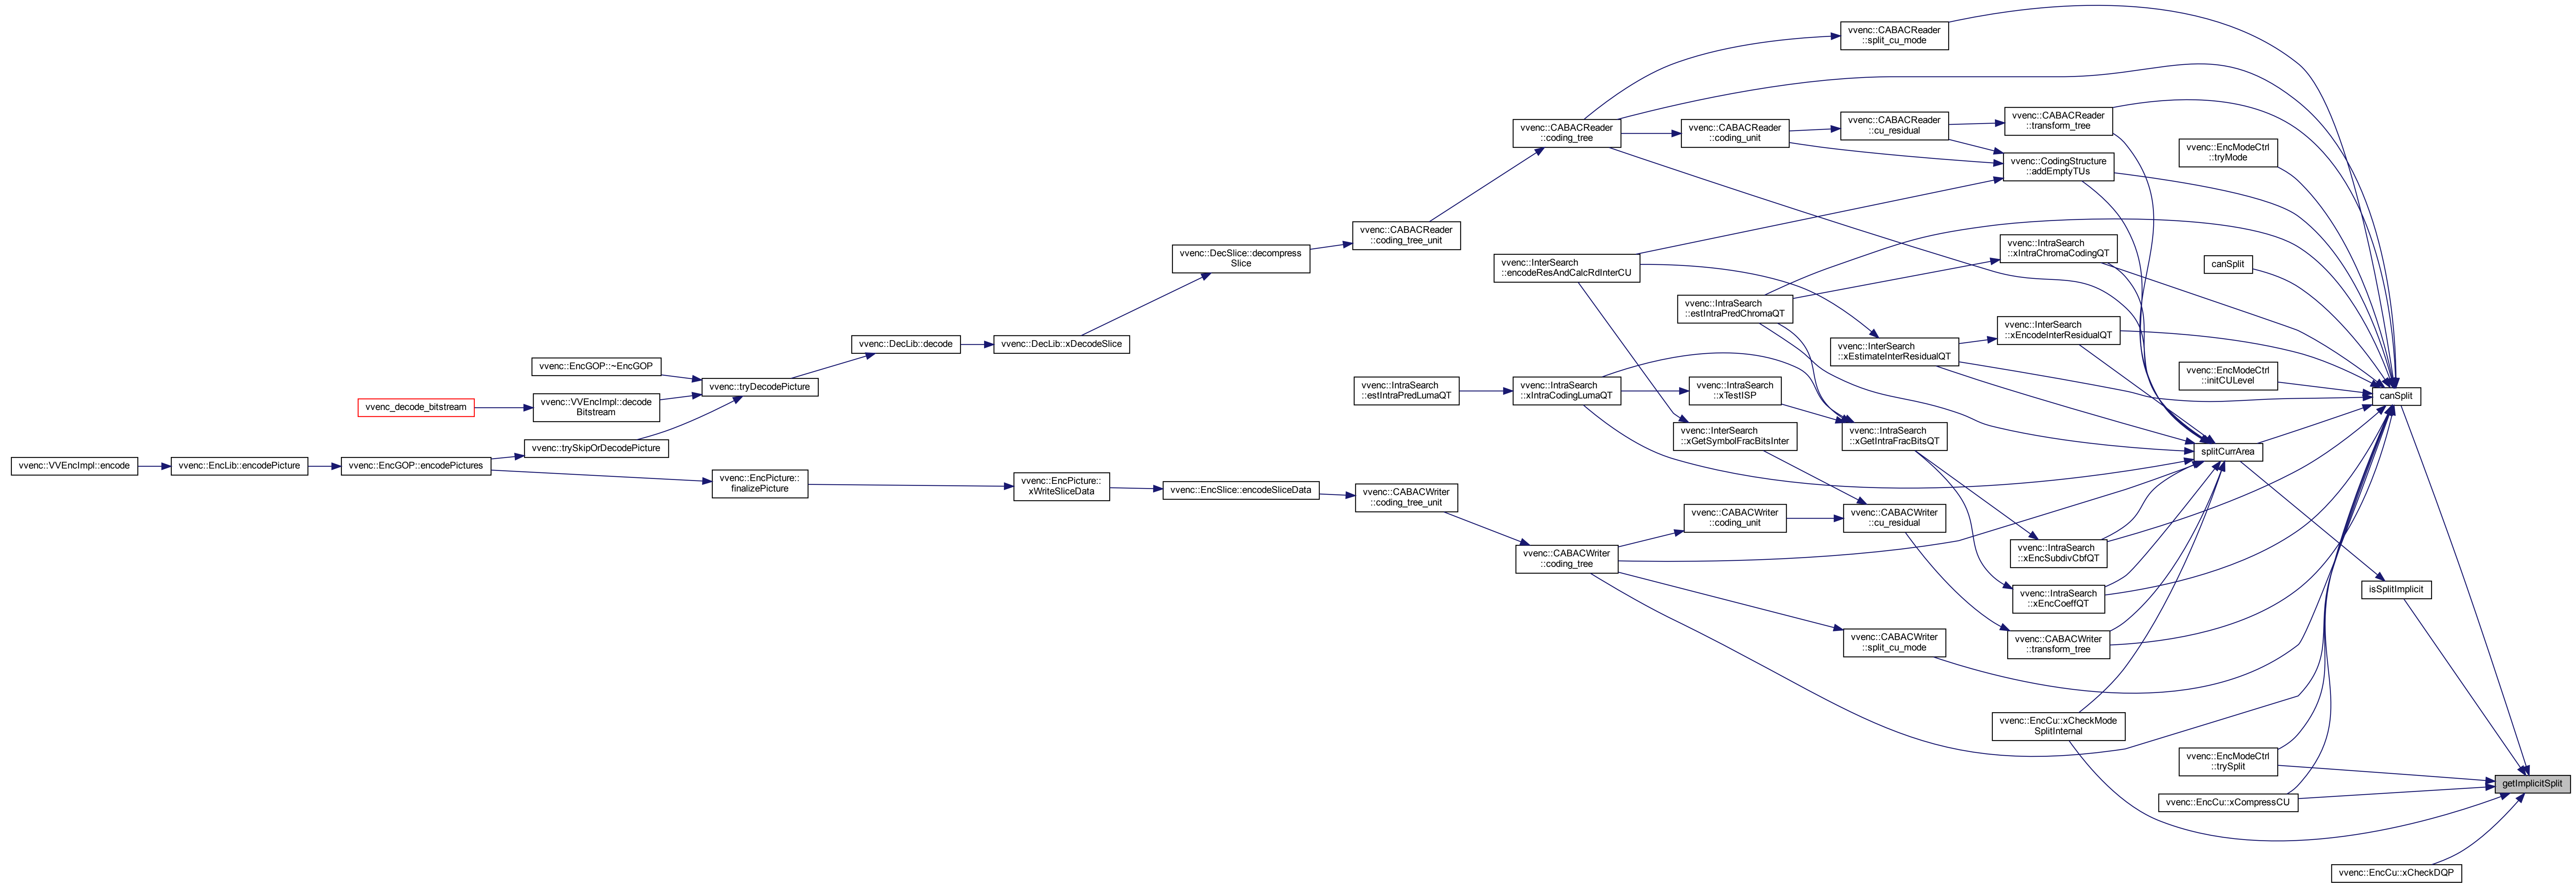 vvenc::CABACReader
::split_cu_mode
vvenc::CABACReader
::coding_tree
vvenc::CABACReader
::coding_unit
vvenc::CABACReader
::cu_residual
vvenc::CABACReader
::transform_tree
vvenc::EncModeCtrl
::tryMode
vvenc::CodingStructure
::addEmptyTUs
vvenc::CABACReader
::coding_tree_unit
vvenc::DecSlice::decompress
Slice
vvenc::InterSearch
::encodeResAndCalcRdInterCU
vvenc::IntraSearch
::xIntraChromaCodingQT
canSplit
vvenc::IntraSearch
::estIntraPredChromaQT
vvenc::DecLib::decode
vvenc::DecLib::xDecodeSlice
vvenc::InterSearch
::xEstimateInterResidualQT
vvenc::InterSearch
::xEncodeInterResidualQT
vvenc::EncGOP::~EncGOP
vvenc::tryDecodePicture
vvenc::IntraSearch
::estIntraPredLumaQT
vvenc::IntraSearch
::xIntraCodingLumaQT
vvenc::IntraSearch
::xTestISP
vvenc::EncModeCtrl
::initCULevel
canSplit
vvenc_decode_bitstream
vvenc::VVEncImpl::decode
Bitstream
vvenc::InterSearch
::xGetSymbolFracBitsInter
vvenc::IntraSearch
::xGetIntraFracBitsQT
vvenc::trySkipOrDecodePicture
splitCurrArea
vvenc::VVEncImpl::encode
vvenc::EncLib::encodePicture
vvenc::EncGOP::encodePictures
vvenc::EncPicture::
finalizePicture
vvenc::EncPicture::
xWriteSliceData
vvenc::EncSlice::encodeSliceData
vvenc::CABACWriter
::coding_tree_unit
vvenc::CABACWriter
::coding_unit
vvenc::CABACWriter
::cu_residual
vvenc::CABACWriter
::coding_tree
vvenc::IntraSearch
::xEncSubdivCbfQT
vvenc::IntraSearch
::xEncCoeffQT
isSplitImplicit
vvenc::CABACWriter
::split_cu_mode
vvenc::CABACWriter
::transform_tree
vvenc::EncCu::xCheckMode
SplitInternal
vvenc::EncModeCtrl
::trySplit
getImplicitSplit
vvenc::EncCu::xCompressCU
vvenc::EncCu::xCheckDQP